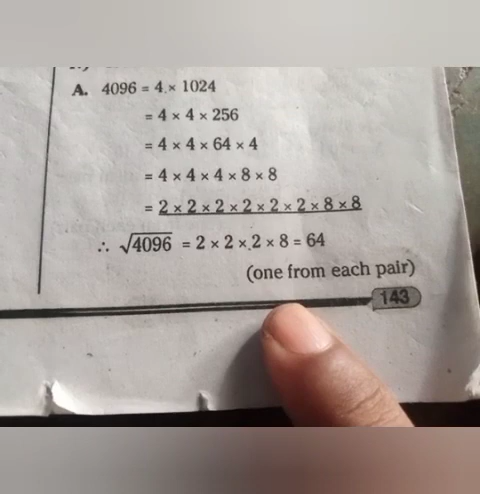 A. 4096 = 4 × 1024
= 4 × 4 × 256
= 4 × 4 × 64 × 4
= 4 × 4 × 4 × 8 × 8
= 2 × 2 × 2 × 2 × 2 × 2 × 8 × 8
∴ √4096 = 2 × 2 × 2 × 8 = 64
(one from each pair)
143